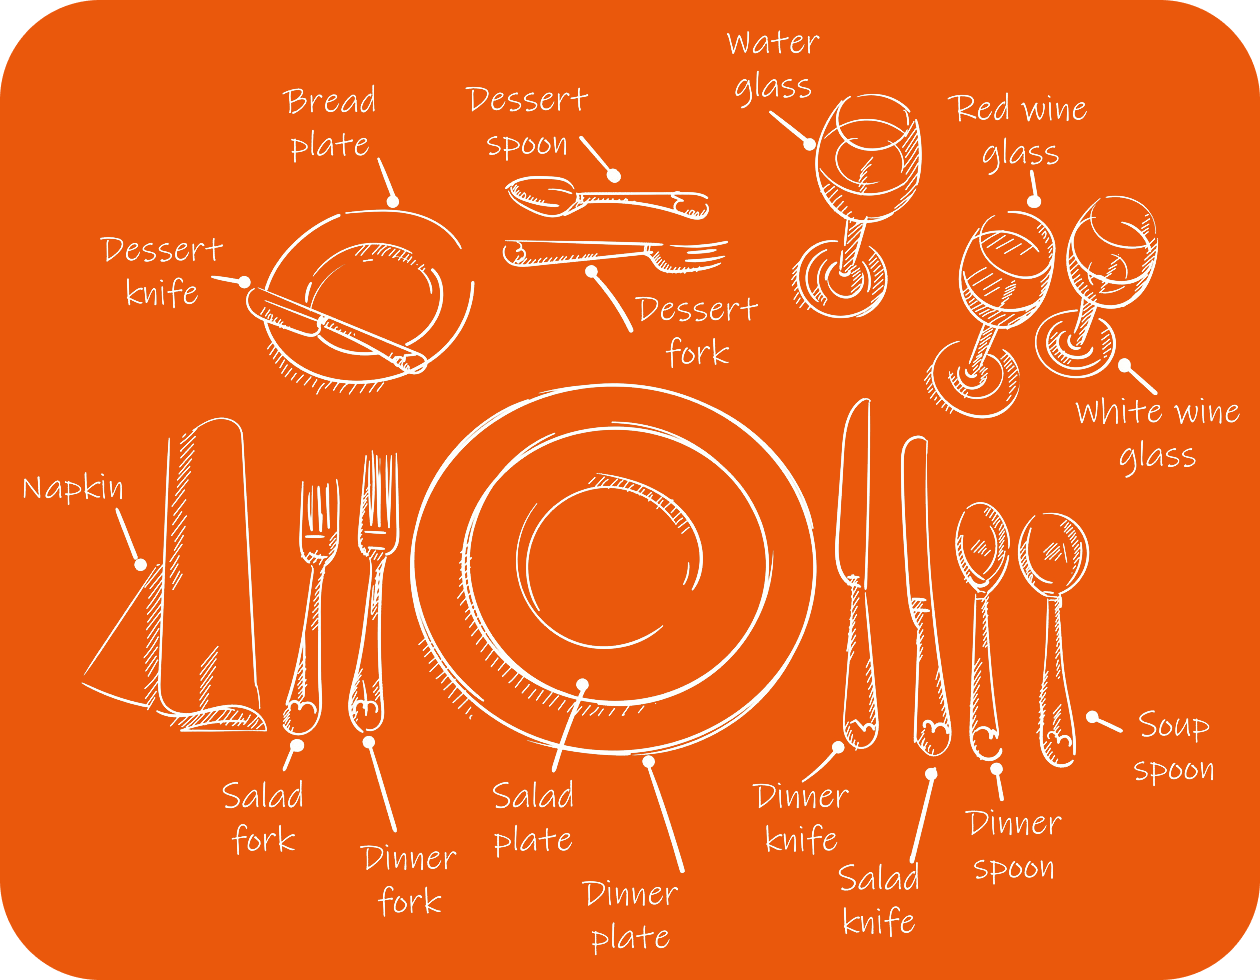 Water
glass
Bread
plate
Dessert
spoon
Red wine
glass
Dessert
knife
Dessert
fork
White wine
glass
Napkin
Soup
spoon
Salad
fork
Salad
plate
Dinner
knife
Dinner
spoon
Dinner
fork
Salad
knife
Dinner
plate